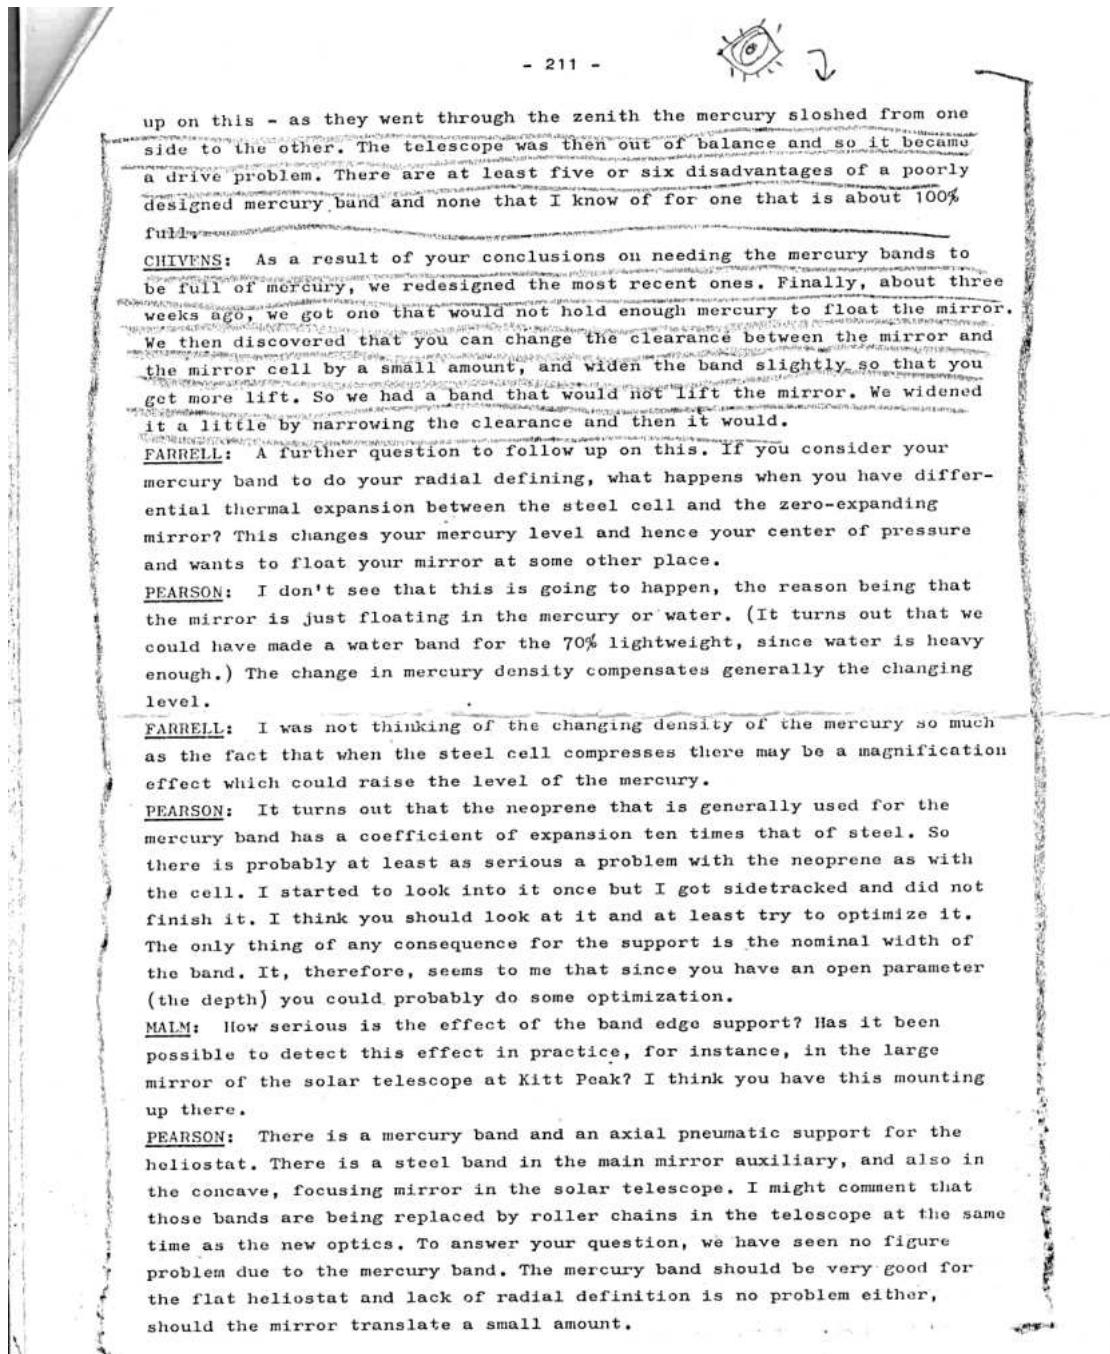 - 211 -
up on this - as they went through the zenith the mercury sloshed from one
side to the other. The telescope was then out of balance and so it became
a drive problem. There are at least five or six disadvantages of a poorly
designed mercury band and none that I know of for one that is about 100%
full.
CHIVENS: As a result of your conclusions on needing the mercury bands to
be full of mercury, we redesigned the most recent ones. Finally, about three
weeks ago, we got one that would not hold enough mercury to float the mirror.
We then discovered that you can change the clearance between the mirror and
the mirror cell by a small amount, and widen the band slightly so that you
get more lift. So we had a band that would not lift the mirror. We widened
it a little by narrowing the clearance and then it would.
FARRELL: A further question to follow up on this. If you consider your
mercury band to do your radial defining, what happens when you have differ-
ential thermal expansion between the steel cell and the zero-expanding
mirror? This changes your mercury level and hence your center of pressure
and wants to float your mirror at some other place.
PEARSON: I don't see that this is going to happen, the reason being that
the mirror is just floating in the mercury or water. (It turns out that we
could have made a water band for the 70% lightweight, since water is heavy
enough.) The change in mercury density compensates generally the changing
level.
FARRELL: I was not thinking of the changing density of the mercury so much
as the fact that when the steel cell compresses there may be a magnification
effect which could raise the level of the mercury.
PEARSON: It turns out that the neoprene that is generally used for the
mercury band has a coefficient of expansion ten times that of steel. So
there is probably at least as serious a problem with the neoprene as with
the cell. I started to look into it once but I got sidetracked and did not
finish it. I think you should look at it and at least try to optimize it.
The only thing of any consequence for the support is the nominal width of
the band. It, therefore, seems to me that since you have an open parameter
(the depth) you could probably do some optimization.
MALM: How serious is the effect of the band edge support? Has it been
possible to detect this effect in practice, for instance, in the large
mirror of the solar telescope at Kitt Peak? I think you have this mounting
up there.
PEARSON: There is a mercury band and an axial pneumatic support for the
heliostat. There is a steel band in the main mirror auxiliary, and also in
the concave, focusing mirror in the solar telescope. I might comment that
those bands are being replaced by roller chains in the telescope at the same
time as the new optics. To answer your question, we have seen no figure
problem due to the mercury band. The mercury band should be very good for
the flat heliostat and lack of radial definition is no problem either,
should the mirror translate a small amount.